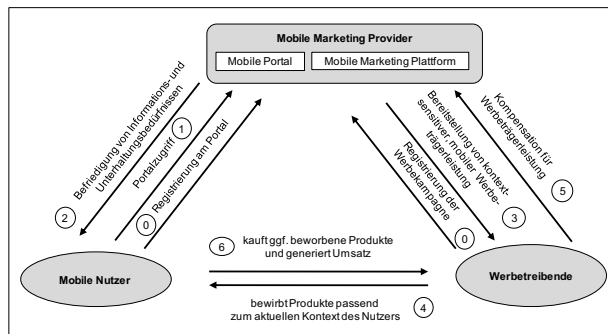 Mobile Marketing Provider
Mobile Portal
Mobile Marketing Plattform
Befriedigung von Informations- und
Unterhaltungsbedürfnissen
2
Portalzugriff
1
0
Registrierung am Portal
Registrierung der
Werbekampagne
0
Bereitstellung von kontext-
sensitiver, mobiler Werbe-
trägerleistung
3
Kompensation für
Werbeträgerleistung
5
Mobile Nutzer
6
kauft ggf. beworbene Produkte
und generiert Umsatz
Werbetreibende
bewirbt Produkte passend
zum aktuellen Kontext des Nutzers
4